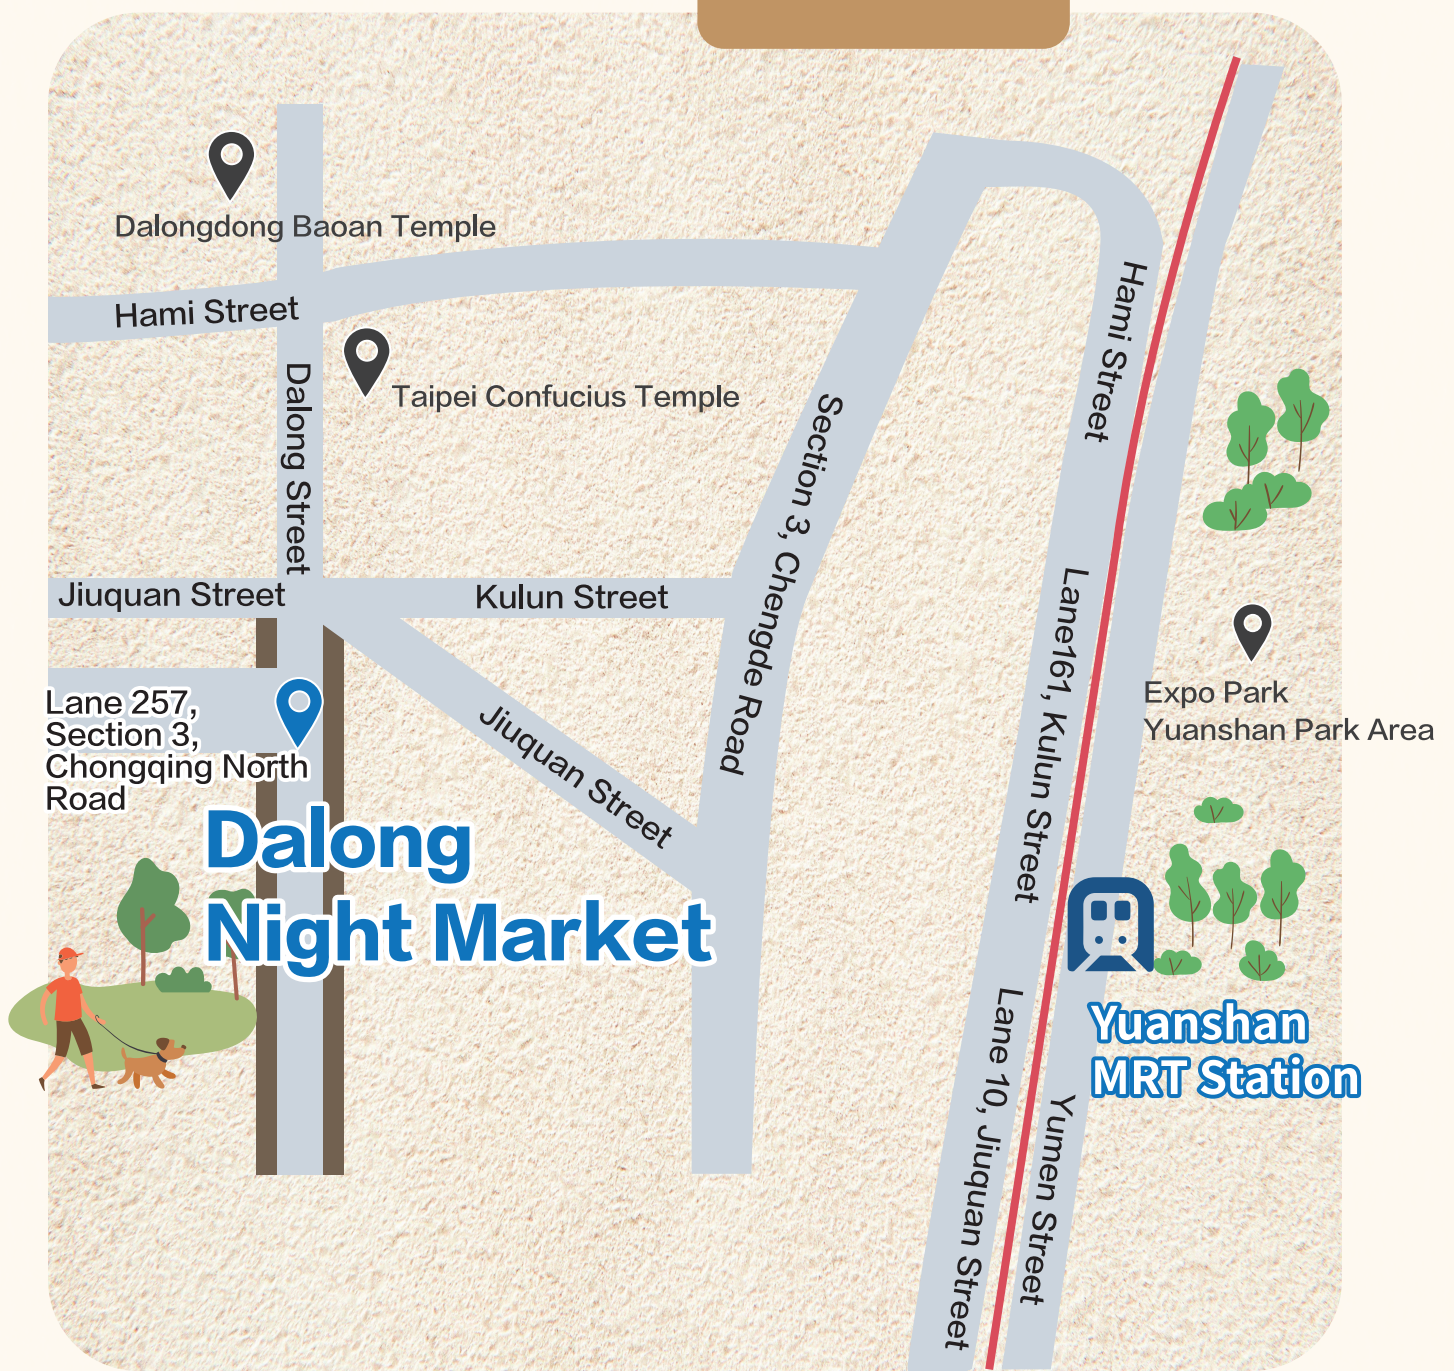 Dalongdong Baoan Temple
Hami Street
Hami Street
Taipei Confucius Temple
Dalong Street
Section 3, Chengde Road
Jiuquan Street
Kulun Street
Lane161, Kulun Street
Expo Park
Yuanshan Park Area
Lane 257,
Section 3,
Chongqing North
Road
Jiuquan Street
Dalong
Night Market
Yuanshan
MRT Station
Lane 10, Jiuquan Street
Yumen Street